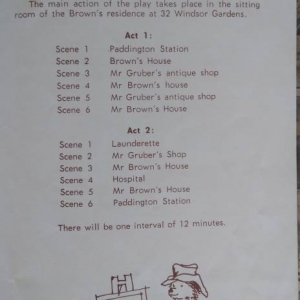 The main action of the play takes place in the sitting
room of the Brown's residence at 32 Windsor Gardens.
Act 1:
Scene 1 Paddington Station
Scene 2 Brown's House
Scene 3 Mr Gruber's antique shop
Scene 4 Mr Brown's house
Scene 5 Mr Gruber's antique shop
Scene 6 Mr Brown's House
Act 2:
Scene 1 Launderette
Scene 2 Mr Gruber's Shop
Scene 3 Mr Brown's House
Scene 4 Hospital
Scene 5 Mr Brown's House
Scene 6 Paddington Station
There will be one interval of 12 minutes.